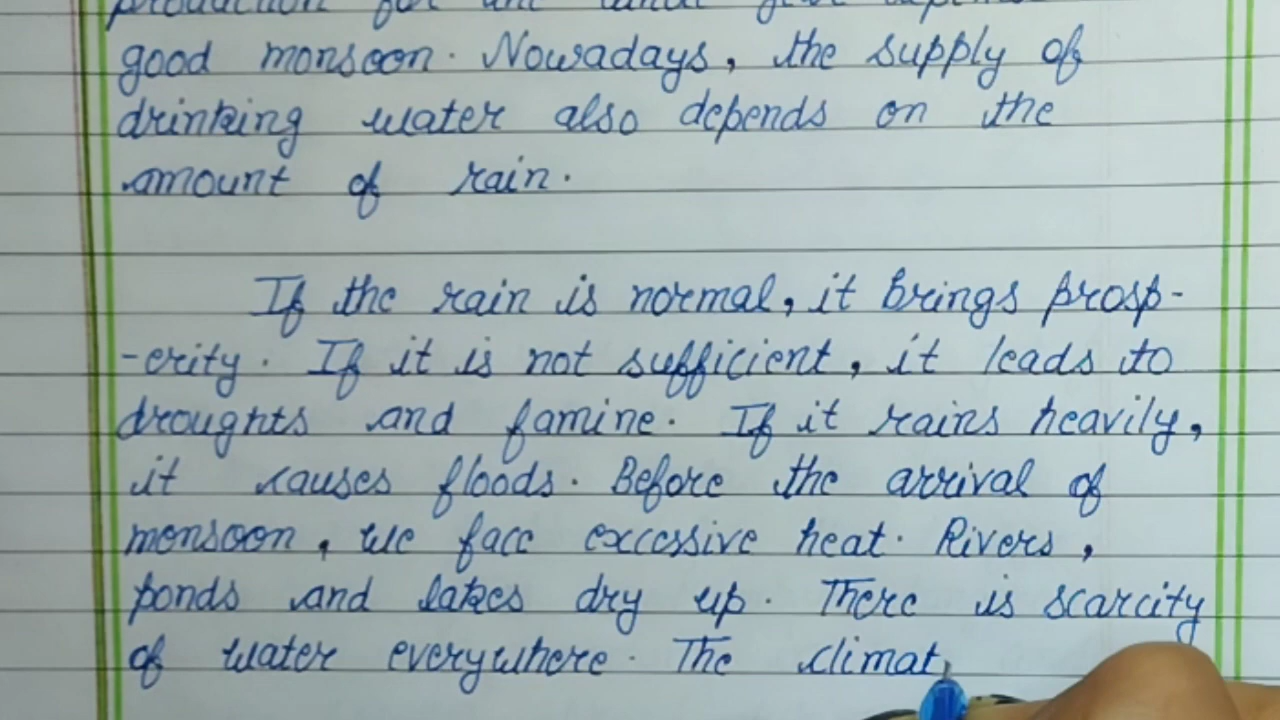 good monsoon. Nowadays, the supply of
drinking water also depends on the
amount of rain.
If the rain is normal, it brings prosp-
-erity. If it is not sufficient, it leads to
droughts and famine. If it rains heavily,
it causes floods. Before the arrival of
monsoon, we face excessive heat. Rivers,
ponds and lakes dry up. There is scarcity
of water everywhere. The climat